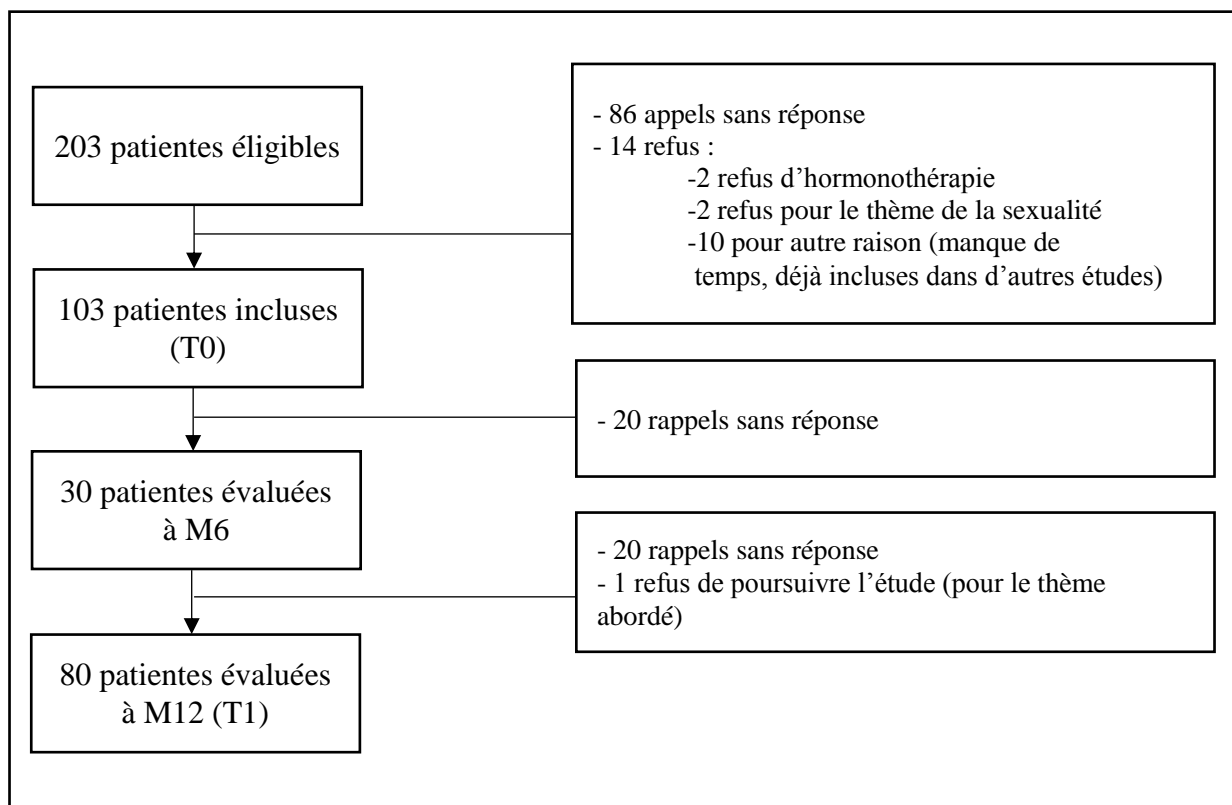 203 patientes éligibles
- 86 appels sans réponse
- 14 refus :
-2 refus d’hormonothérapie
-2 refus pour le thème de la sexualité
-10 pour autre raison (manque de
temps, déjà incluses dans d’autres études)
103 patientes incluses
(T0)
- 20 rappels sans réponse
30 patientes évaluées
à M6
- 20 rappels sans réponse
- 1 refus de poursuivre l’étude (pour le thème
abordé)
80 patientes évaluées
à M12 (T1)